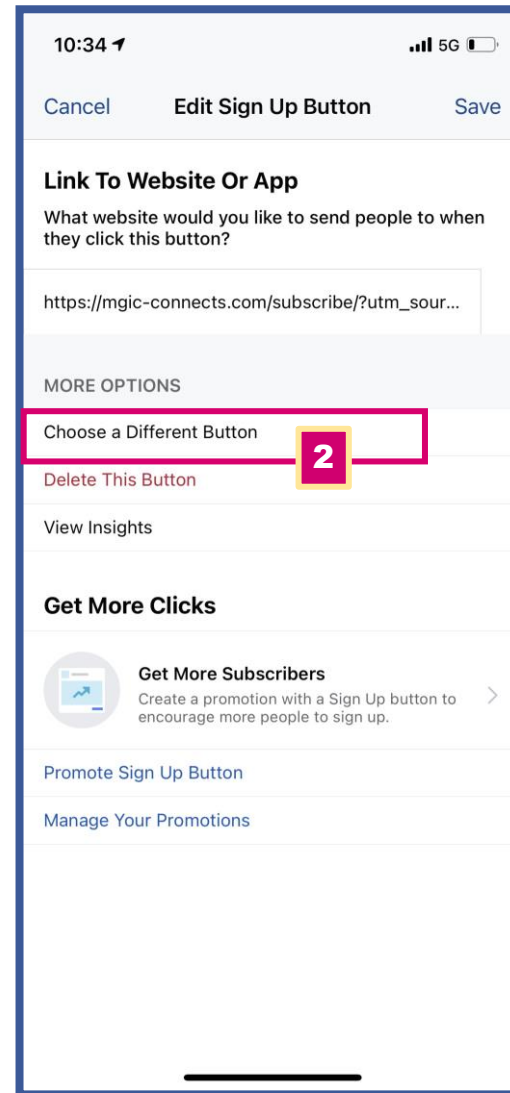 10:34 5G
Cancel Edit Sign Up Button Save
Link To Website Or App
What website would you like to send people to when
they click this button?
https://mgic-connects.com/subscribe/?utm_sour...
MORE OPTIONS
Choose a Different Button
2
Delete This Button
View Insights
Get More Clicks
Get More Subscribers
Create a promotion with a Sign Up button to
encourage more people to sign up.
Promote Sign Up Button
Manage Your Promotions